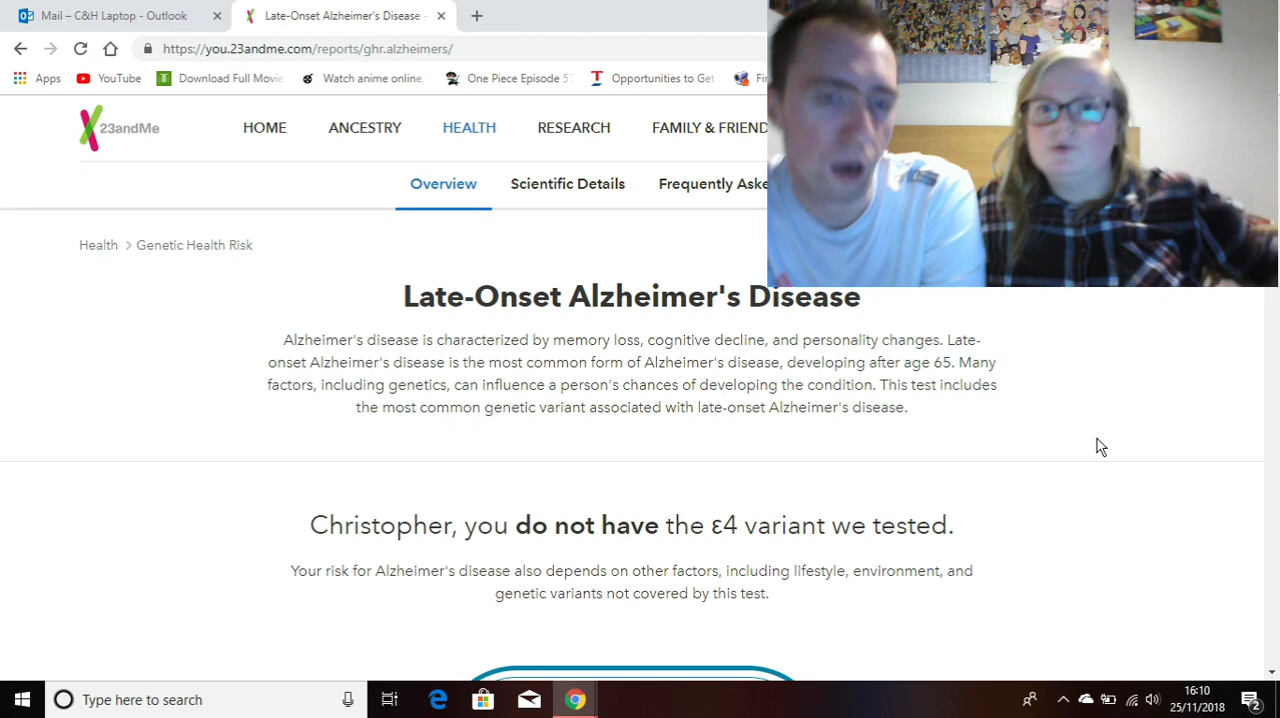 Mail – C&H Laptop - Outlook
Late-Onset Alzheimer's Disease -
https://you.23andme.com/reports/ghr.alzheimers/
Apps
YouTube
Download Full Movie
Watch anime online,
One Piece Episode 57
Opportunities to Get
Fir
23andMe
HOME
ANCESTRY
HEALTH
RESEARCH
FAMILY & FRIEND
Overview
Scientific Details
Frequently Aske
Health > Genetic Health Risk
Late-Onset Alzheimer's Disease
Alzheimer's disease is characterized by memory loss, cognitive decline, and personality changes. Late-
onset Alzheimer's disease is the most common form of Alzheimer's disease, developing after age 65. Many
factors, including genetics, can influence a person's chances of developing the condition. This test includes
the most common genetic variant associated with late-onset Alzheimer's disease.
Christopher, you do not have the ε4 variant we tested.
Your risk for Alzheimer's disease also depends on other factors, including lifestyle, environment, and
genetic variants not covered by this test.
Type here to search
16:10
25/11/2018
2